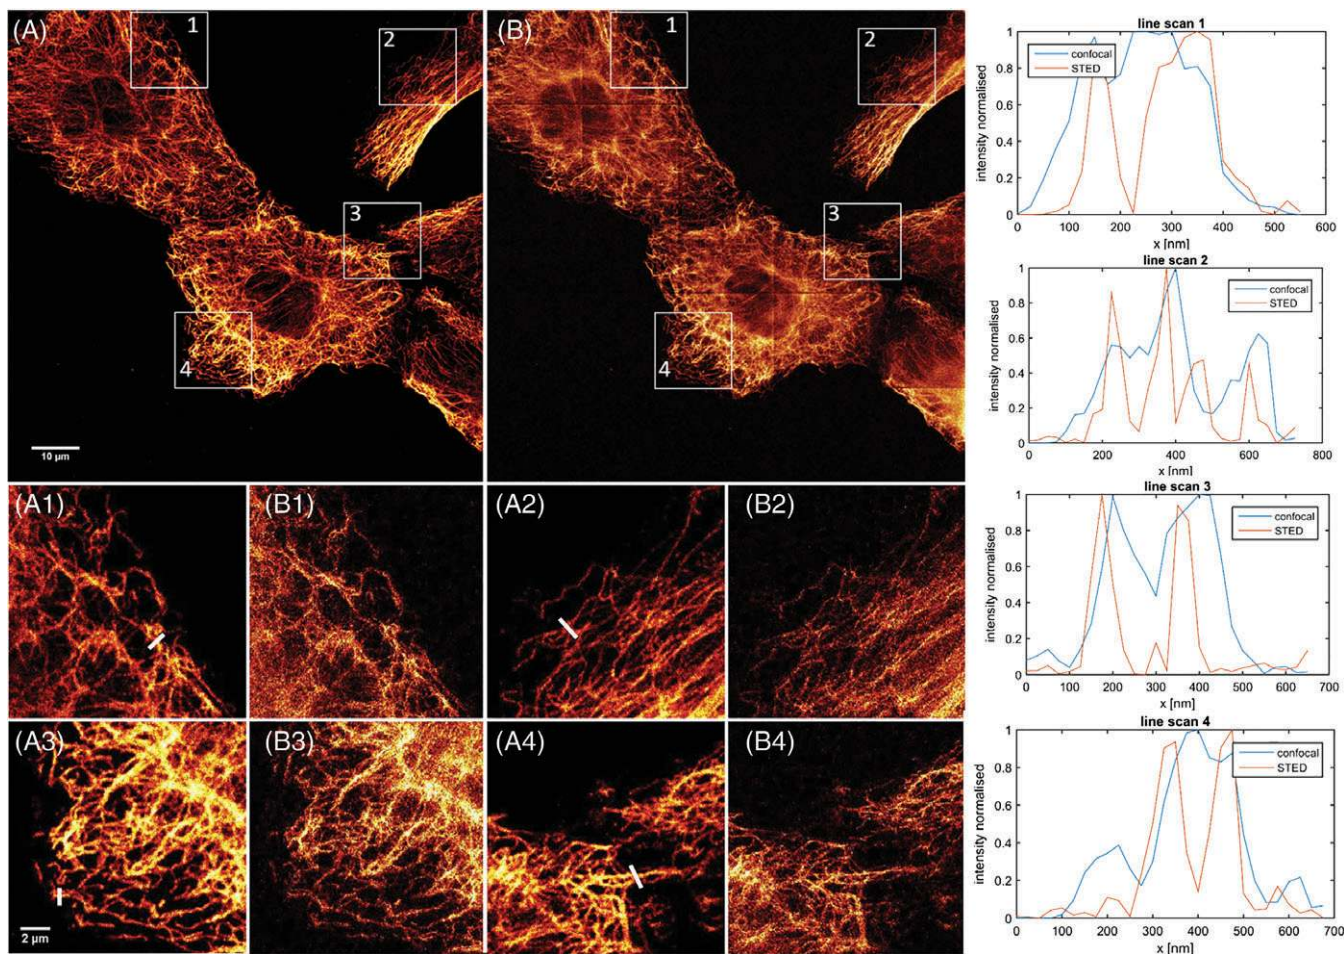 (A)
1
2
3
4
10 µm
(B)
1
2
3
4
(A1)
(B1)
(A2)
(B2)
(A3)
2 µm
(B3)
(A4)
(B4)
line scan 1
confocal
STED
intensity normalised
1
0.8
0.6
0.4
0.2
0
0 100 200 300 400 500 600
x [nm]
line scan 2
confocal
STED
intensity normalised
1
0.8
0.6
0.4
0.2
0
0 200 400 600 800
x [nm]
line scan 3
confocal
STED
intensity normalised
1
0.8
0.6
0.4
0.2
0
0 100 200 300 400 500 600 700
x [nm]
line scan 4
confocal
STED
intensity normalised
1
0.8
0.6
0.4
0.2
0
0 100 200 300 400 500 600 700
x [nm]